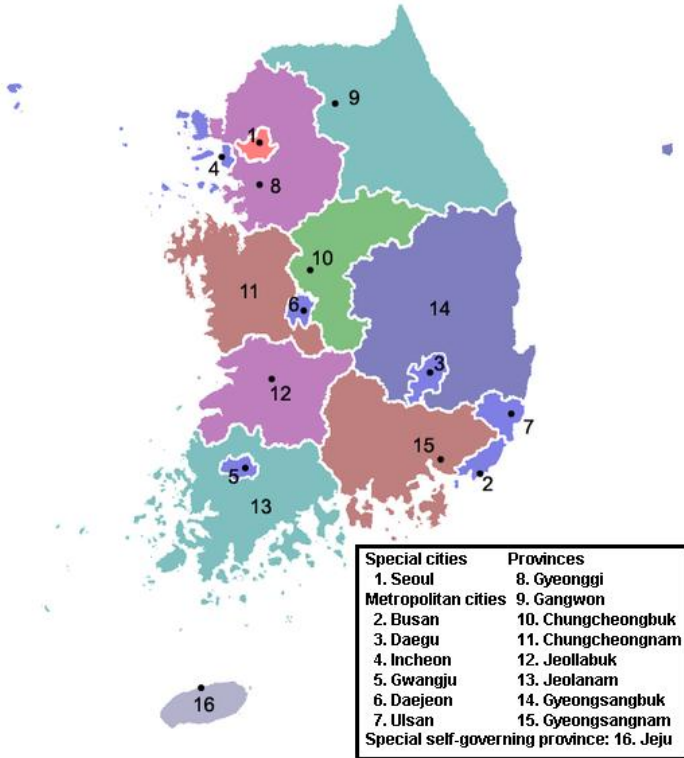 9
1
4
8
10
11
6
14
3
12
7
15
5
2
13
16
Special cities Provinces
1. Seoul 8. Gyeonggi
Metropolitan cities 9. Gangwon
2. Busan 10. Chungcheongbuk
3. Daegu 11. Chungcheongnam
4. Incheon 12. Jeollabuk
5. Gwangju 13. Jeolanam
6. Daejeon 14. Gyeongsangbuk
7. Ulsan 15. Gyeongsangnam
Special self-governing province: 16. Jeju